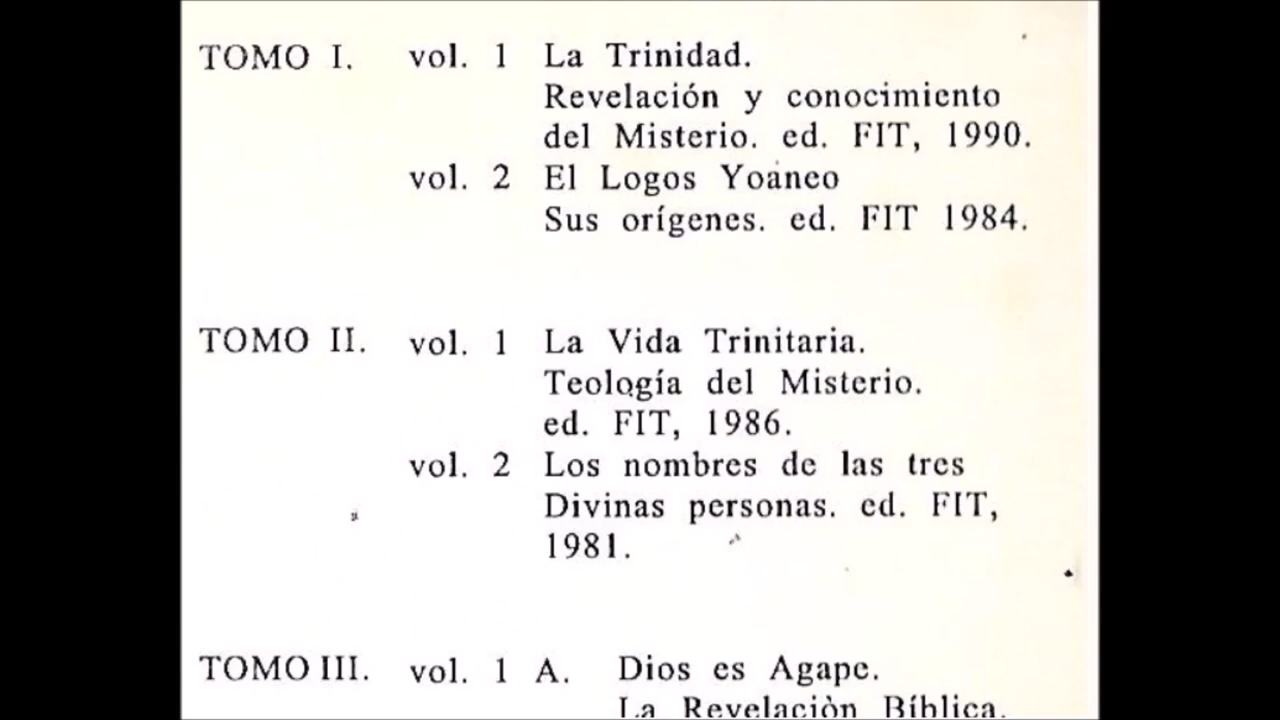 TOMO I. vol. 1 La Trinidad.
Revelación y conocimiento
del Misterio. ed. FIT, 1990.
vol. 2 El Logos Yoáneo
Sus orígenes. ed. FIT 1984.
TOMO II. vol. 1 La Vida Trinitaria.
Teología del Misterio.
ed. FIT, 1986.
vol. 2 Los nombres de las tres
Divinas personas. ed. FIT,
1981.
TOMO III. vol. 1 A. Dios es Agape.
La Revelaciòn Bíblica.